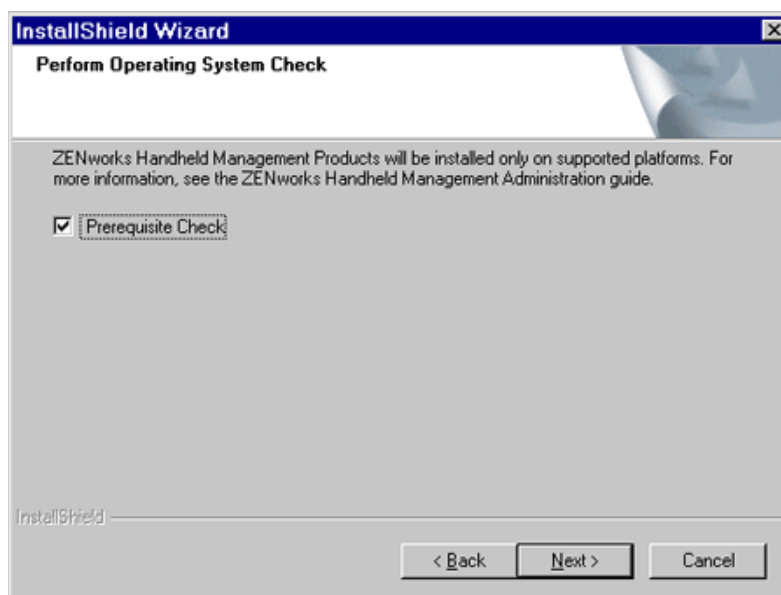 InstallShield Wizard
Perform Operating System Check
ZENworks Handheld Management Products will be installed only on supported platforms. For
more information, see the ZENworks Handheld Management Administration guide.
Prerequisite Check
InstallShield
< Back
Next >
Cancel